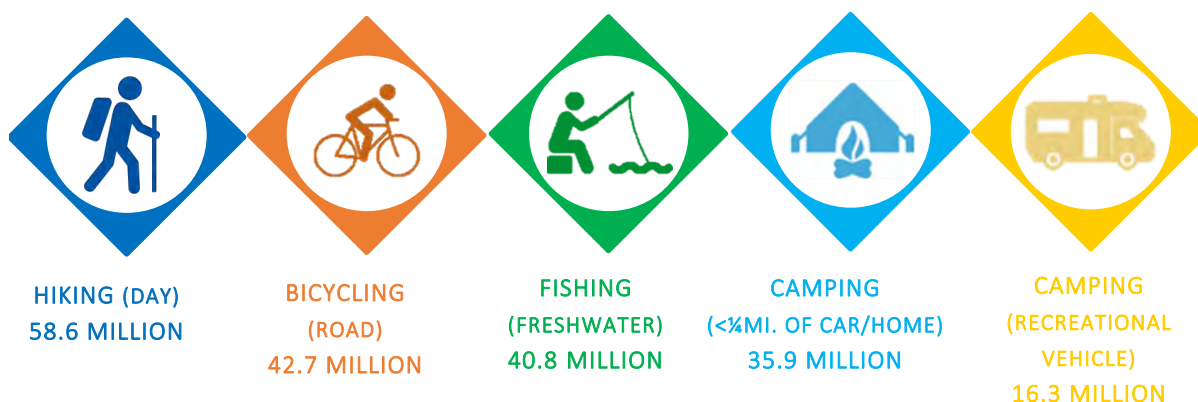 HIKING (DAY)
58.6 MILLION
BICYCLING
(ROAD)
42.7 MILLION
FISHING
(FRESHWATER)
40.8 MILLION
CAMPING
(<¼MI. OF CAR/HOME)
35.9 MILLION
CAMPING
(RECREATIONAL
VEHICLE)
16.3 MILLION